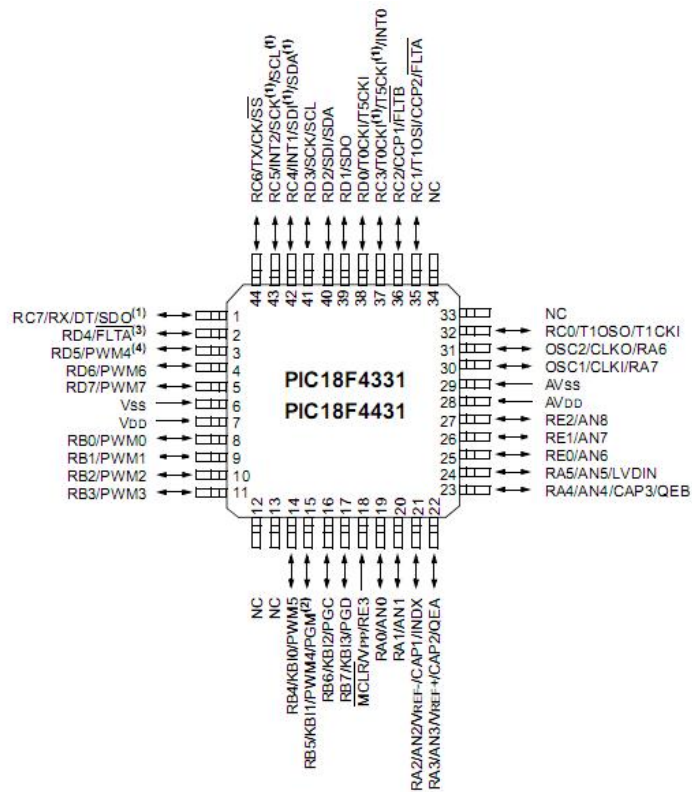 RC6/TX/CK/SS
RC5/INT2/SCK(1)/SCL(1)
RC4/INT1/SDI(1)/SDA(1)
RD3/SCK/SCL
RD2/SDI/SDA
RD1/SDO
RD0/T0CKI/T5CKI
RC3/T0CKI(1)/T5CKI(1)/INT0
RC2/CCP1/FLTB
RC1/T1OSI/CCP2/FLTA
NC
44
43
42
41
40
39
38
37
36
35
34
RC7/RX/DT/SDO(1) 1
RD4/FLTA(3) 2
RD5/PWM4(4) 3
RD6/PWM6 4
RD7/PWM7 5
VSS 6
VDD 7
RB0/PWM0 8
RB1/PWM1 9
RB2/PWM2 10
RB3/PWM3 11
PIC18F4331
PIC18F4431
33 NC
32 RC0/T1OSO/T1CKI
31 OSC2/CLKO/RA6
30 OSC1/CLKI/RA7
29 AVSS
28 AVDD
27 RE2/AN8
26 RE1/AN7
25 RE0/AN6
24 RA5/AN5/LVDIN
23 RA4/AN4/CAP3/QEB
12
13
14
15
16
17
18
19
20
21
22
NC
NC
RB4/KBI0/PWM5
RB5/KBI1/PWM4/PGM(2)
RB6/KBI2/PGC
RB7/KBI3/PGD
MCLR/VPP/RE3
RA0/AN0
RA1/AN1
RA2/AN2/VREF-/CAP1/INDX
RA3/AN3/VREF+/CAP2/QEA